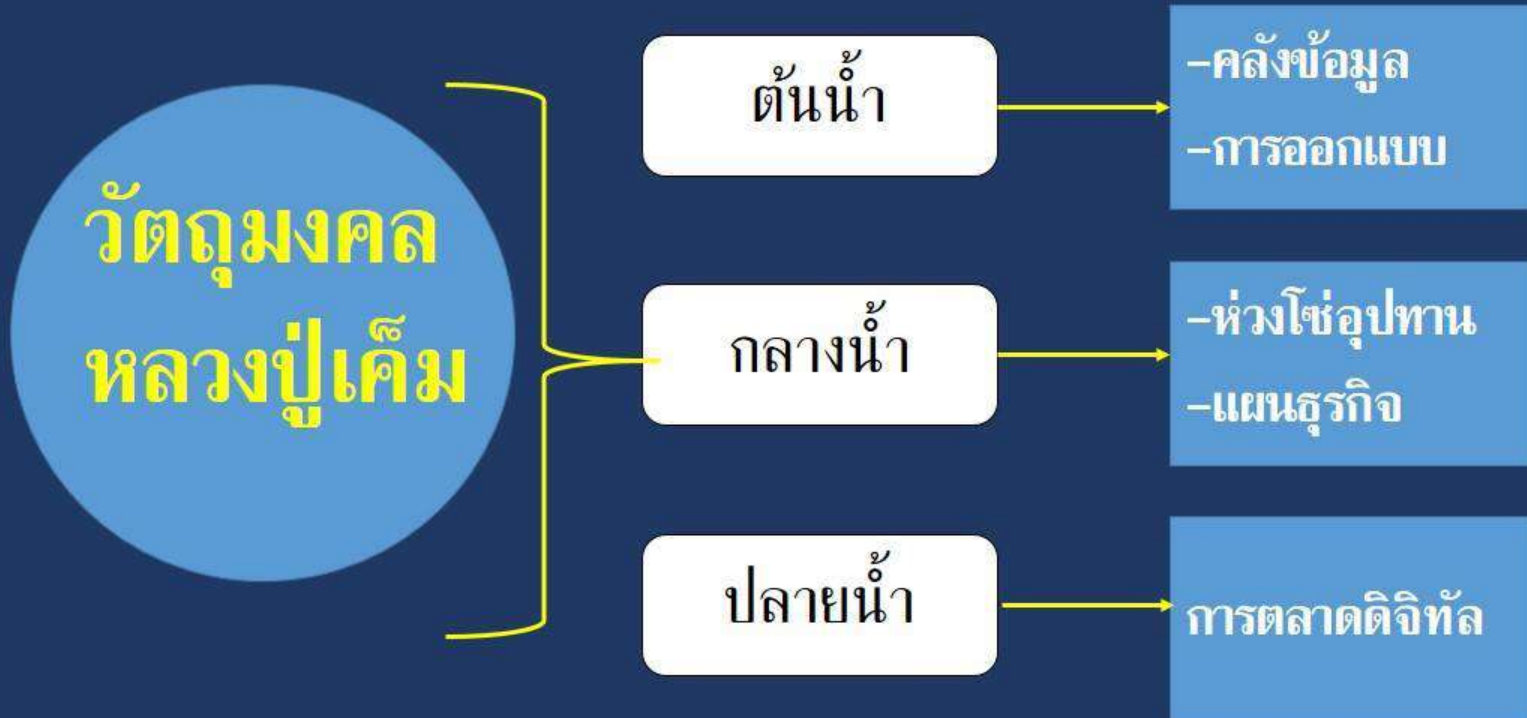 วัตถุมงคล
หลวงปู่เค็ม
ต้นน้ำ
-คลังข้อมูล
-การออกแบบ
กลางน้ำ
-ห่วงโซ่อุปทาน
-แผนธุรกิจ
ปลายน้ำ
การตลาดดิจิทัล